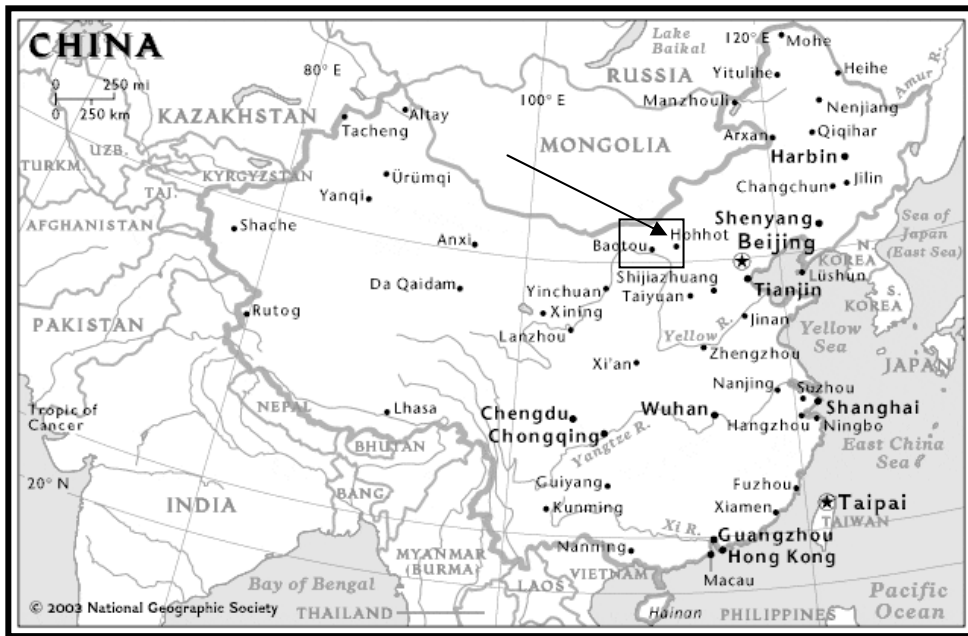 CHINA
0 250 mi
0 250 km
80° E
100° E
120° E
Lake
Baikal
RUSSIA
Mohe
Yitulihe
Heihe
Amur R.
Manzhouli
Nenjiang
KAZAKHSTAN
Altay
Tacheng
MONGOLIA
Arxan
Qiqihar
Harbin
UZB.
TURKM.
KYRGYZSTAN
TAJ.
Ürümqi
Yanqi
Changchun
Jilin
AFGHANISTAN
Shache
Anxi
Baotou
Hohhot
Shenyang
Beijing
Sea of
Japan
(East Sea)
N.
KOREA
Lüshun
Da Qaidam
Yinchuan
Shijiazhuang
Taiyuan
Tianjin
S.
KOREA
PAKISTAN
Rutog
Xining
Lanzhou
Yellow R.
Jinan
Yellow
Sea
JAPAN
Xi'an
Zhengzhou
Nanjing
Suzhou
Tropic of
Cancer
NEPAL
Lhasa
Chengdu
Chongqing
Wuhan
Shanghai
Hangzhou
Ningbo
BHUTAN
Yangtze R.
East China
Sea
20° N
INDIA
BANG.
Guiyang
Kunming
Fuzhou
Xiamen
Taipai
TAIWAN
Xi R.
Guangzhou
Hong Kong
Nanning
Macau
MYANMAR
(BURMA)
Bay of Bengal
LAOS
VIETNAM
Pacific
Ocean
© 2003 National Geographic Society
THAILAND
Hainan
PHILIPPINES